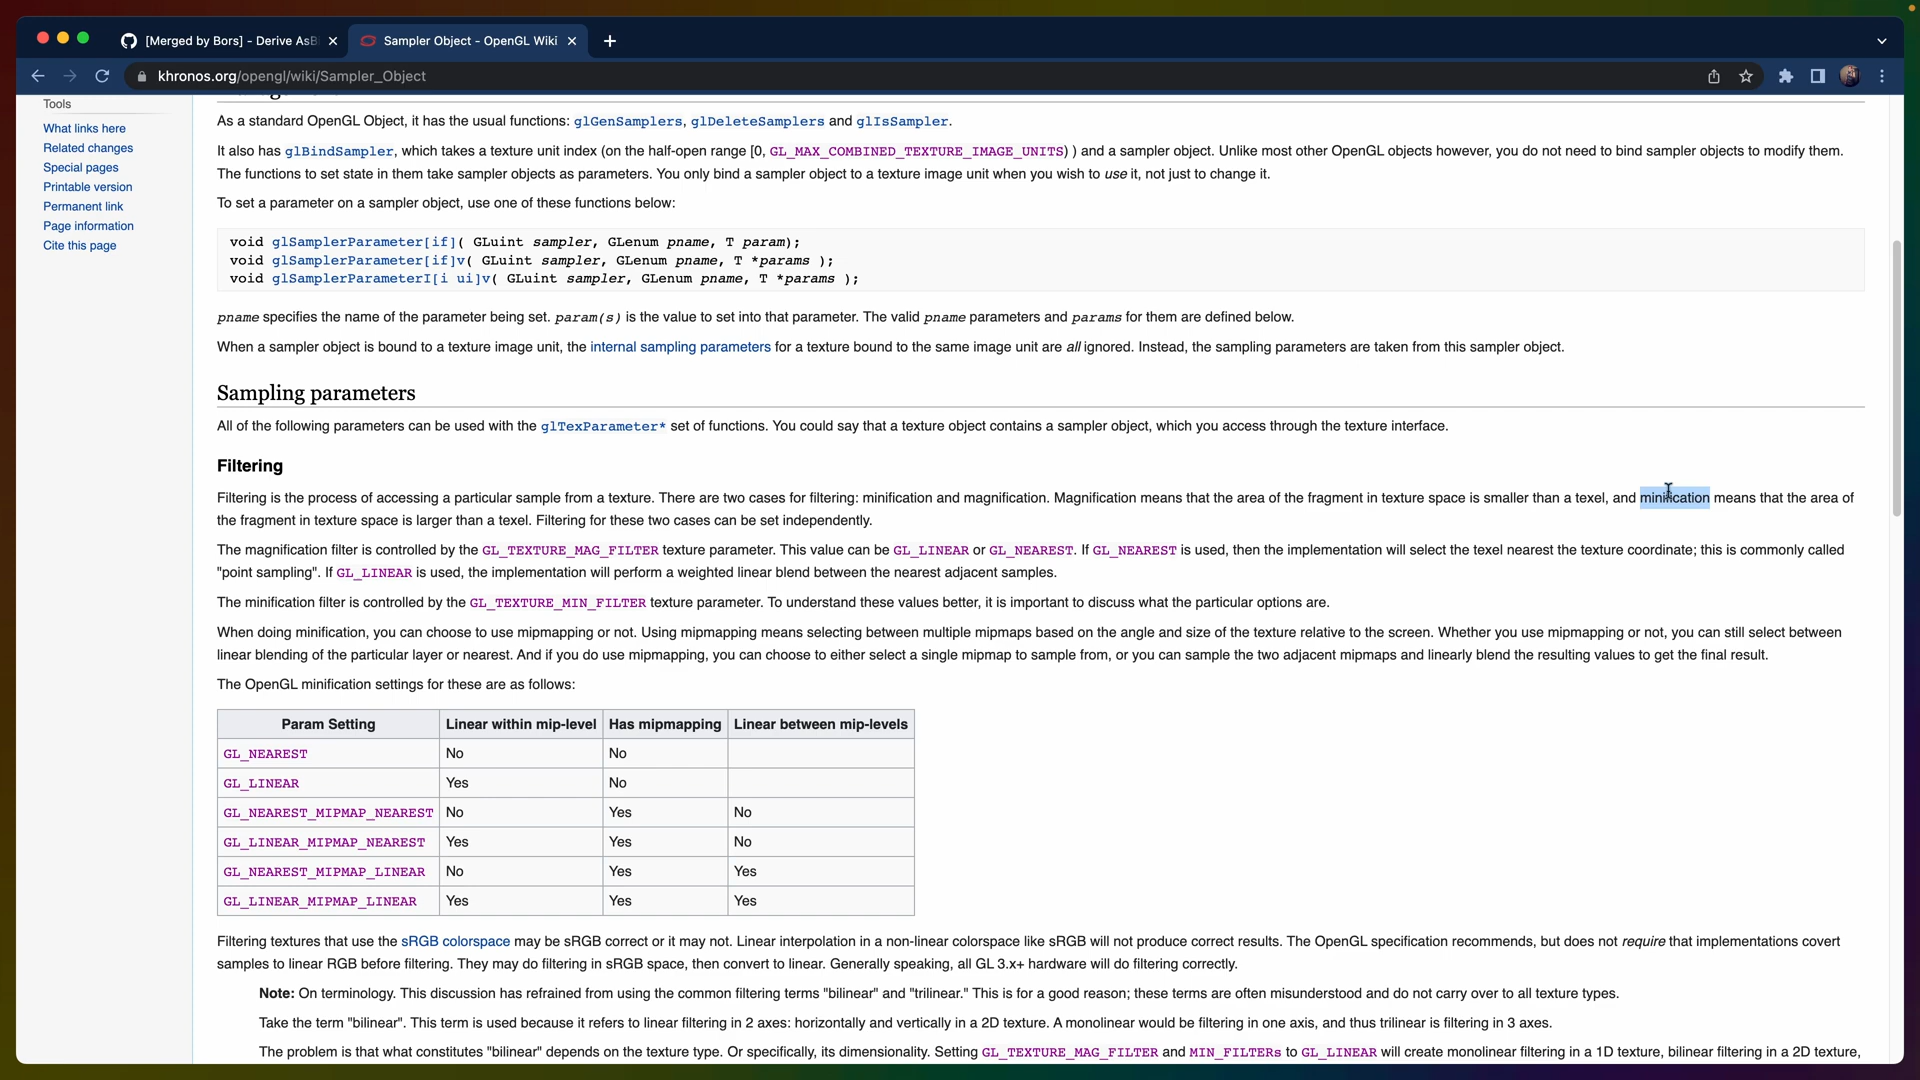 [Merged by Bors] - Derive AsB
Sampler Object - OpenGL Wiki
khronos.org/opengl/wiki/Sampler_Object
Tools
What links here
Related changes
Special pages
Printable version
Permanent link
Page information
Cite this page
As a standard OpenGL Object, it has the usual functions: glGenSamplers, glDeleteSamplers and glIsSampler.
It also has glBindSampler, which takes a texture unit index (on the half-open range [0, GL_MAX_COMBINED_TEXTURE_IMAGE_UNITS) ) and a sampler object. Unlike most other OpenGL objects however, you do not need to bind sampler objects to modify them.
The functions to set state in them take sampler objects as parameters. You only bind a sampler object to a texture image unit when you wish to use it, not just to change it.
To set a parameter on a sampler object, use one of these functions below:
void glSamplerParameter[if]( GLuint sampler, GLenum pname, T param);
void glSamplerParameter[if]v( GLuint sampler, GLenum pname, T *params );
void glSamplerParameterI[i ui]v( GLuint sampler, GLenum pname, T *params );
pname specifies the name of the parameter being set. param(s) is the value to set into that parameter. The valid pname parameters and params for them are defined below.
When a sampler object is bound to a texture image unit, the internal sampling parameters for a texture bound to the same image unit are all ignored. Instead, the sampling parameters are taken from this sampler object.
Sampling parameters
All of the following parameters can be used with the glTexParameter* set of functions. You could say that a texture object contains a sampler object, which you access through the texture interface.
Filtering
Filtering is the process of accessing a particular sample from a texture. There are two cases for filtering: minification and magnification. Magnification means that the area of the fragment in texture space is smaller than a texel, and minification means that the area of
the fragment in texture space is larger than a texel. Filtering for these two cases can be set independently.
The magnification filter is controlled by the GL_TEXTURE_MAG_FILTER texture parameter. This value can be GL_LINEAR or GL_NEAREST. If GL_NEAREST is used, then the implementation will select the texel nearest the texture coordinate; this is commonly called
"point sampling". If GL_LINEAR is used, the implementation will perform a weighted linear blend between the nearest adjacent samples.
The minification filter is controlled by the GL_TEXTURE_MIN_FILTER texture parameter. To understand these values better, it is important to discuss what the particular options are.
When doing minification, you can choose to use mipmapping or not. Using mipmapping means selecting between multiple mipmaps based on the angle and size of the texture relative to the screen. Whether you use mipmapping or not, you can still select between
linear blending of the particular layer or nearest. And if you do use mipmapping, you can choose to either select a single mipmap to sample from, or you can sample the two adjacent mipmaps and linearly blend the resulting values to get the final result.
The OpenGL minification settings for these are as follows:
Param Setting Linear within mip-level Has mipmapping Linear between mip-levels
GL_NEAREST No No
GL_LINEAR Yes No
GL_NEAREST_MIPMAP_NEAREST No Yes No
GL_LINEAR_MIPMAP_NEAREST Yes Yes No
GL_NEAREST_MIPMAP_LINEAR No Yes Yes
GL_LINEAR_MIPMAP_LINEAR Yes Yes Yes
Filtering textures that use the sRGB colorspace may be sRGB correct or it may not. Linear interpolation in a non-linear colorspace like sRGB will not produce correct results. The OpenGL specification recommends, but does not require that implementations covert
samples to linear RGB before filtering. They may do filtering in sRGB space, then convert to linear. Generally speaking, all GL 3.x+ hardware will do filtering correctly.
Note: On terminology. This discussion has refrained from using the common filtering terms "bilinear" and "trilinear." This is for a good reason; these terms are often misunderstood and do not carry over to all texture types.
Take the term "bilinear". This term is used because it refers to linear filtering in 2 axes: horizontally and vertically in a 2D texture. A monolinear would be filtering in one axis, and thus trilinear is filtering in 3 axes.
The problem is that what constitutes "bilinear" depends on the texture type. Or specifically, its dimensionality. Setting GL_TEXTURE_MAG_FILTER and MIN_FILTERs to GL_LINEAR will create monolinear filtering in a 1D texture, bilinear filtering in a 2D texture,